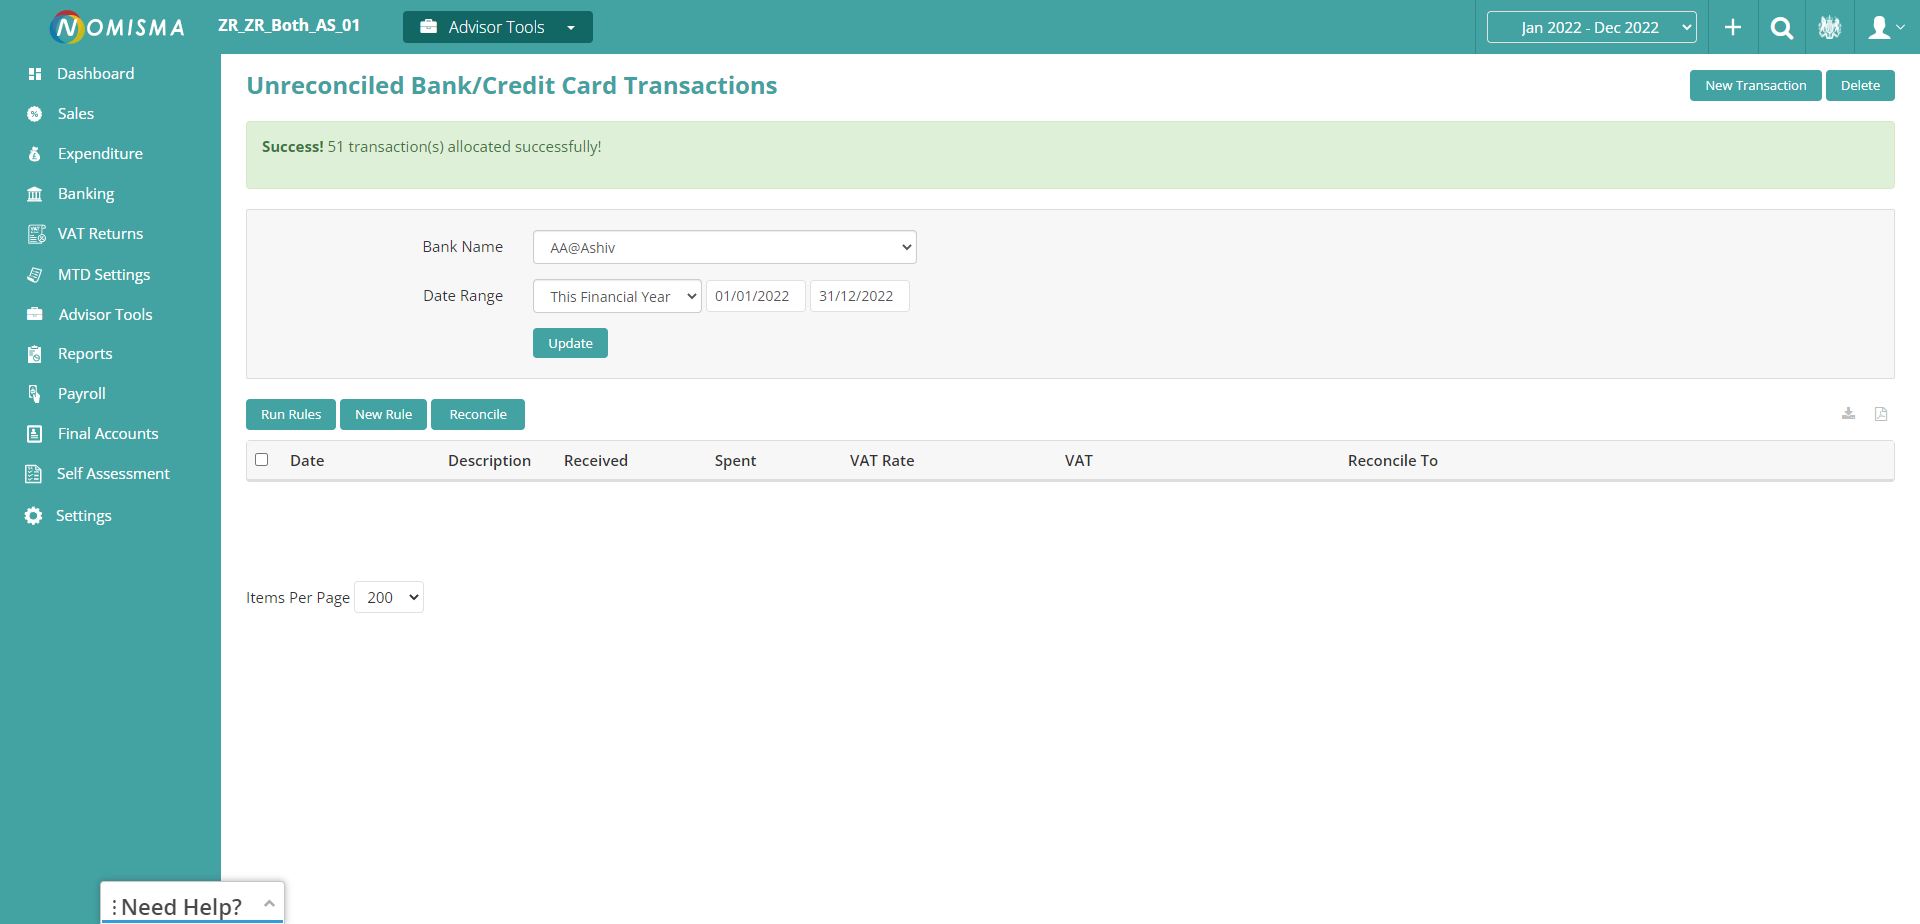 NOMISMA
ZR_ZR_Both_AS_01
Advisor Tools
Jan 2022 - Dec 2022
Dashboard
Sales
Expenditure
Banking
VAT Returns
MTD Settings
Advisor Tools
Reports
Payroll
Final Accounts
Self Assessment
Settings
Unreconciled Bank/Credit Card Transactions
New Transaction
Delete
Success! 51 transaction(s) allocated successfully!
Bank Name
AA@Ashiv
Date Range
This Financial Year
01/01/2022
31/12/2022
Update
Run Rules
New Rule
Reconcile
Date
Description
Received
Spent
VAT Rate
VAT
Reconcile To
Items Per Page
200
Need Help?